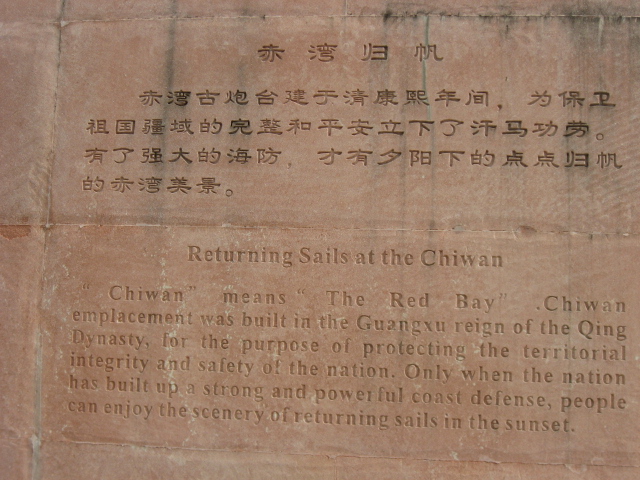 赤湾归帆
赤湾古炮台建于清康熙年间，为保卫
祖国疆域的完整和平安立下了汗马功劳。
有了强大的海防，才有夕阳下的点点归帆
的赤湾美景。
Returning Sails at the Chiwan
“ Chiwan” means “ The Red Bay” .Chiwan
emplacement was built in the Guangxu reign of the Qing
Dynasty, for the purpose of protecting the territorial
integrity and safety of the nation. Only when the nation
has built up a strong and powerful coast defense, people
can enjoy the scenery of returning sails in the sunset.